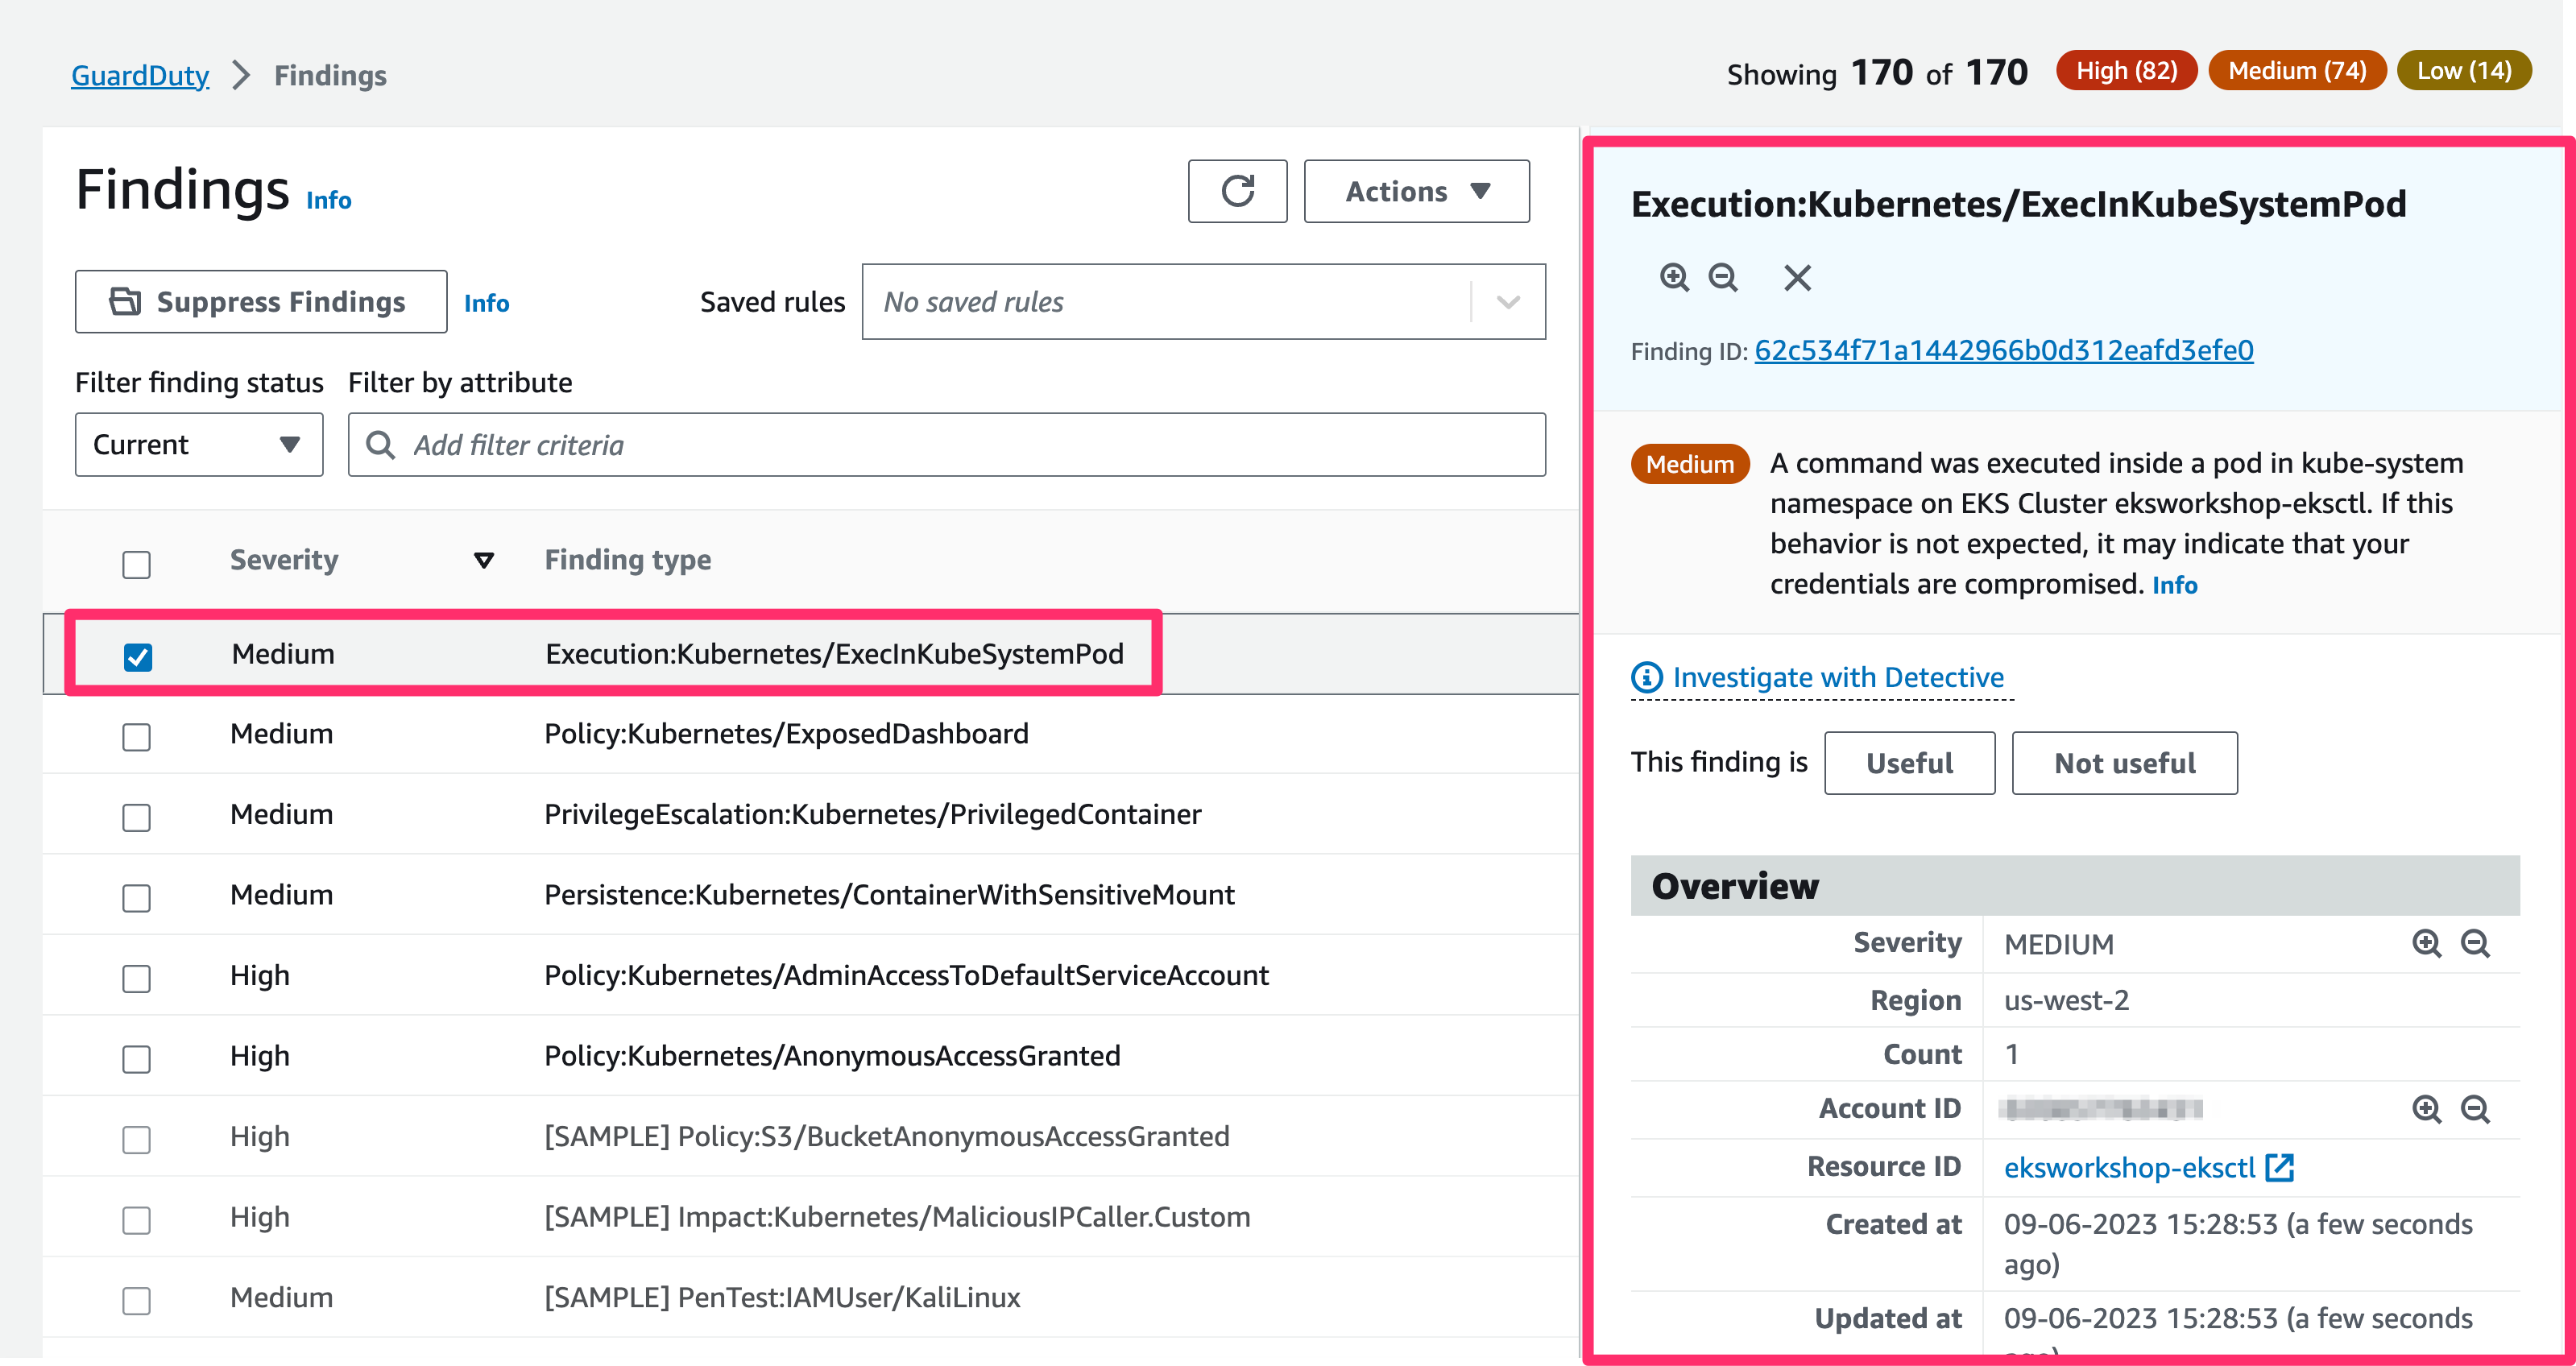 GuardDuty > Findings
Showing 170 of 170 High (82) Medium (74) Low (14)
Findings Info
Actions
Suppress Findings Info
Saved rules No saved rules
Filter finding status Filter by attribute
Current Add filter criteria
Severity Finding type
Medium Execution:Kubernetes/ExecInKubeSystemPod
Medium Policy:Kubernetes/ExposedDashboard
Medium PrivilegeEscalation:Kubernetes/PrivilegedContainer
Medium Persistence:Kubernetes/ContainerWithSensitiveMount
High Policy:Kubernetes/AdminAccessToDefaultServiceAccount
High Policy:Kubernetes/AnonymousAccessGranted
High [SAMPLE] Policy:S3/BucketAnonymousAccessGranted
High [SAMPLE] Impact:Kubernetes/MaliciousIPCaller.Custom
Medium [SAMPLE] PenTest:IAMUser/KaliLinux
Execution:Kubernetes/ExecInKubeSystemPod
Finding ID: 62c534f71a1442966b0d312eafd3efe0
Medium A command was executed inside a pod in kube-system
namespace on EKS Cluster eksworkshop-eksctl. If this
behavior is not expected, it may indicate that your
credentials are compromised. Info
Investigate with Detective
This finding is Useful Not useful
Overview
Severity MEDIUM
Region us-west-2
Count 1
Account ID
Resource ID eksworkshop-eksctl
Created at 09-06-2023 15:28:53 (a few seconds
ago)
Updated at 09-06-2023 15:28:53 (a few seconds